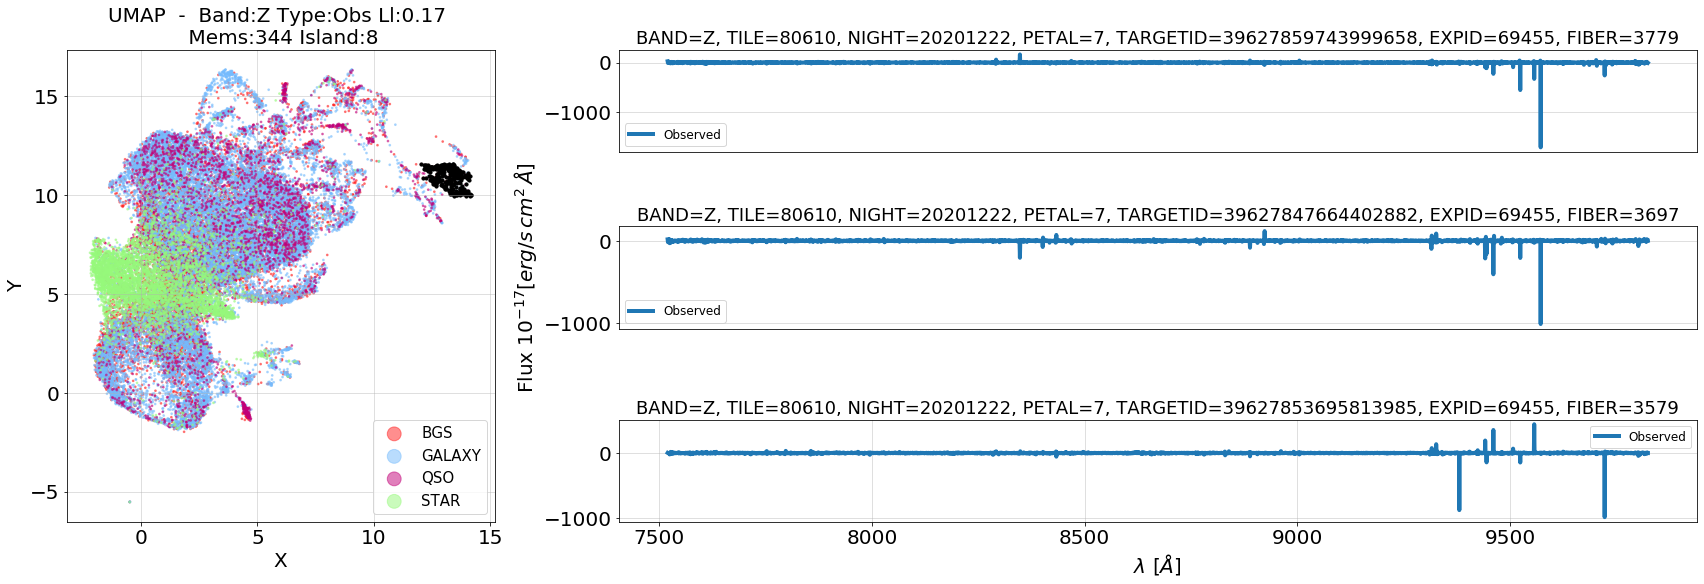 UMAP - Band:Z Type:Obs Ll:0.17
Mems:344 Island:8
15
10
5
0
−5
Y
0
5
10
15
X
BGS
GALAXY
QSO
STAR
Flux 10⁻¹⁷[erg/s cm² Å]
BAND=Z, TILE=80610, NIGHT=20201222, PETAL=7, TARGETID=39627859743999658, EXPID=69455, FIBER=3779
0
−1000
Observed
BAND=Z, TILE=80610, NIGHT=20201222, PETAL=7, TARGETID=39627847664402882, EXPID=69455, FIBER=3697
0
−1000
Observed
BAND=Z, TILE=80610, NIGHT=20201222, PETAL=7, TARGETID=39627853695813985, EXPID=69455, FIBER=3579
0
−1000
Observed
7500
8000
8500
9000
9500
λ [Å]